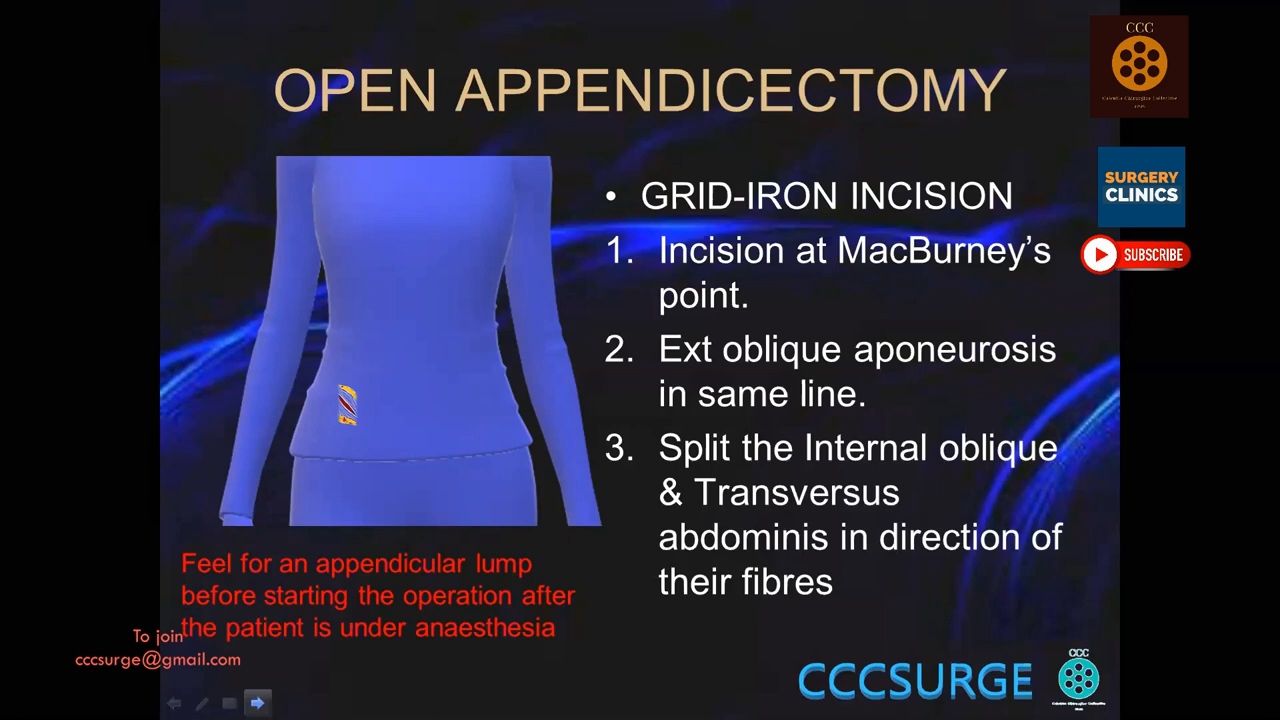 CCC
OPEN APPENDICECTOMY
SURGERY
CLINICS
SUBSCRIBE
• GRID-IRON INCISION
1. Incision at MacBurney’s
point.
2. Ext oblique aponeurosis
in same line.
3. Split the Internal oblique
& Transversus
abdominis in direction of
their fibres
Feel for an appendicular lump
before starting the operation after
the patient is under anaesthesia
To join
cccsurge@gmail.com
CCCSURGE
CCC